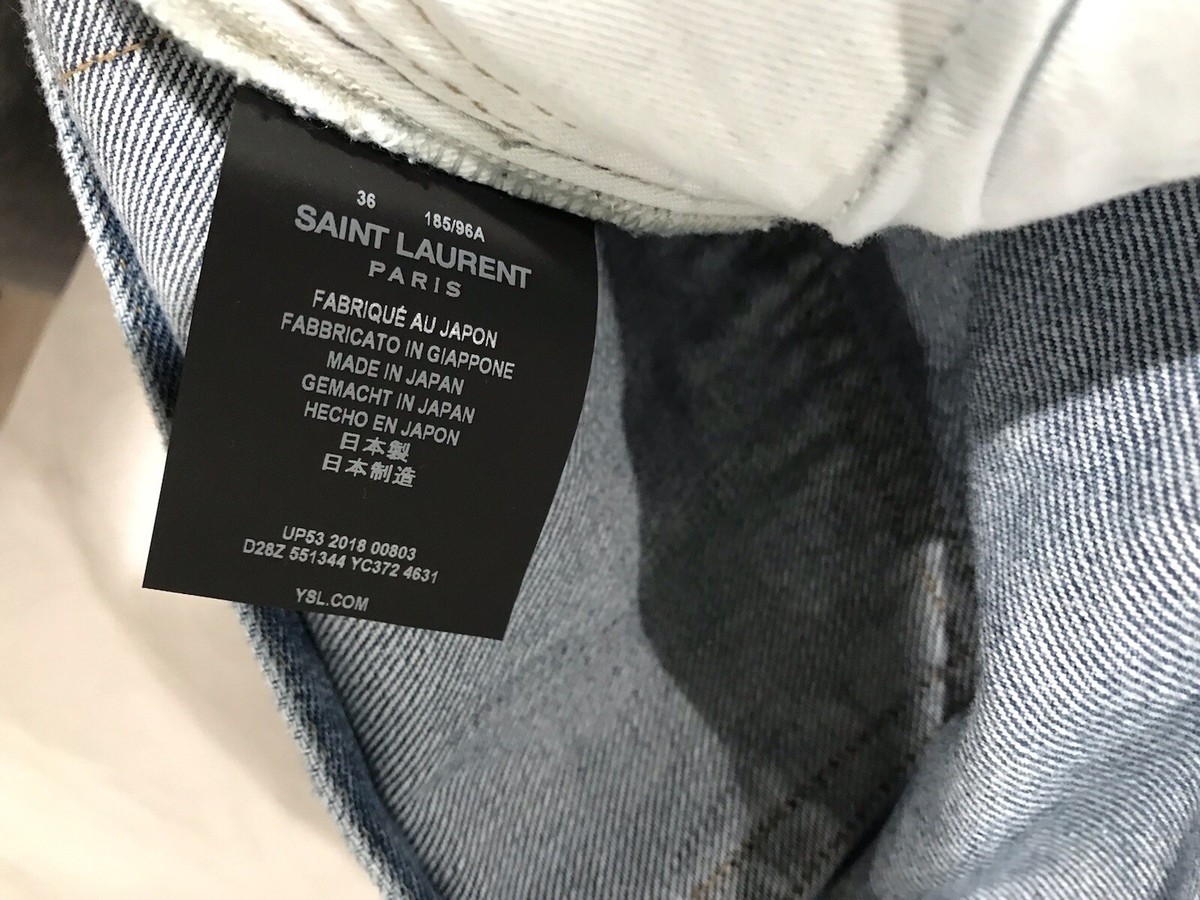 36 185/96A
SAINT LAURENT
PARIS
FABRIQUÉ AU JAPON
FABBRICATO IN GIAPPONE
MADE IN JAPAN
GEMACHT IN JAPAN
HECHO EN JAPON
日本製
日本制造
UP53 2018 00803
D28Z 551344 YC372 4631
YSL.COM